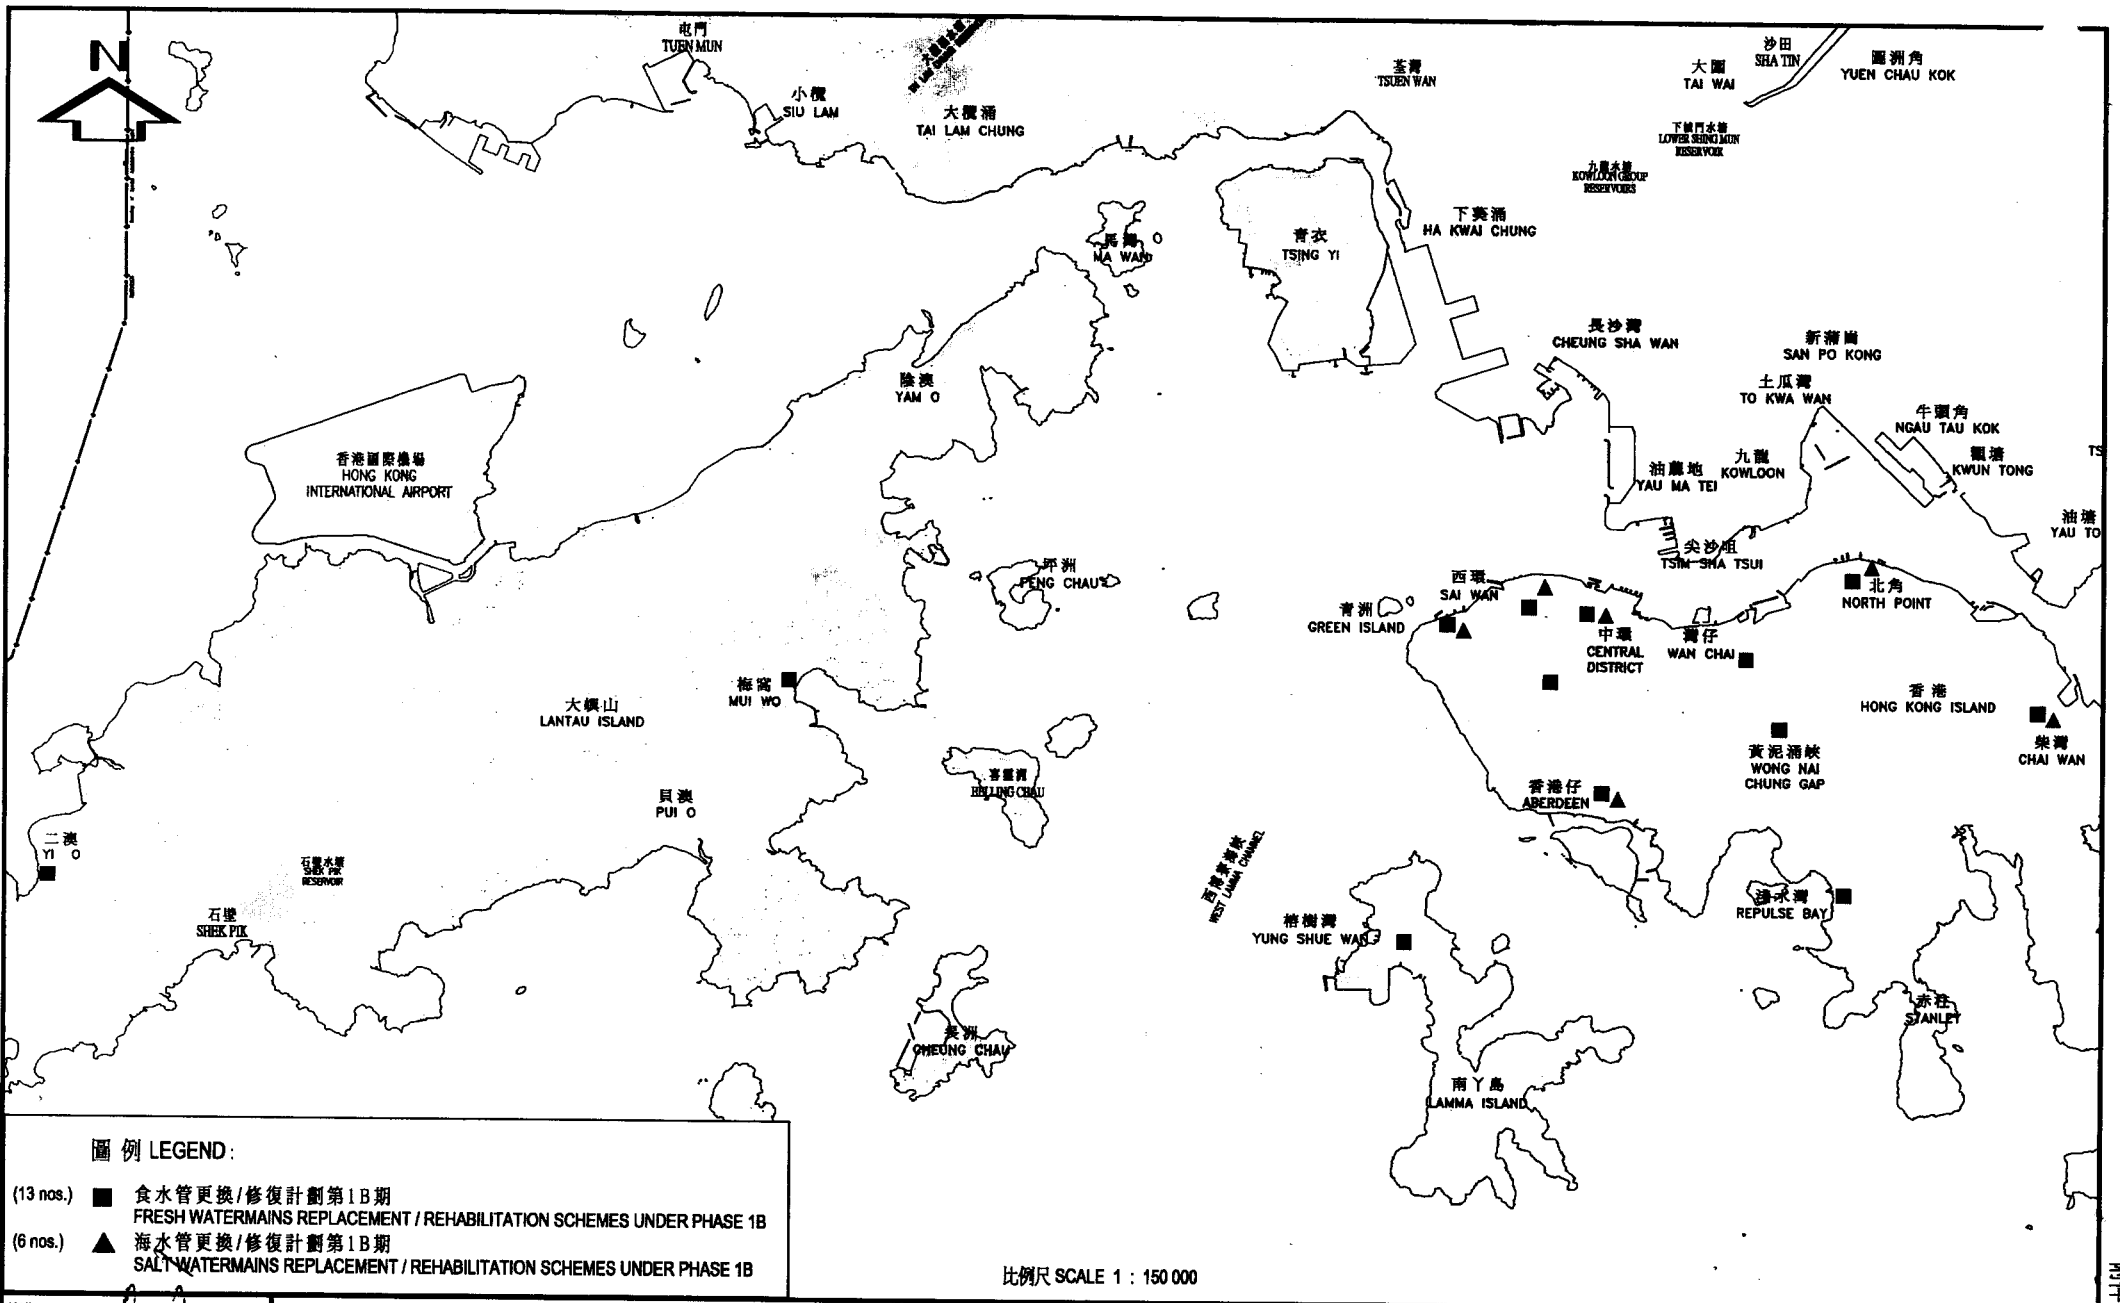 N
屯門
TUEN MUN
小欖
SIU LAM
大欖涌
TAI LAM CHUNG
荃灣
TSUEN WAN
沙田
SHA TIN
大圍
TAI WAI
圓洲角
YUEN CHAU KOK
下城門水塘
LOWER SHING MUN
RESERVOIR
九龍水塘
KOWLOON GROUP
RESERVOIRS
下葵涌
HA KWAI CHUNG
馬灣
MA WAN
青衣
TSING YI
長沙灣
CHEUNG SHA WAN
新蒲崗
SAN PO KONG
土瓜灣
TO KWA WAN
牛頭角
NGAU TAU KOK
觀塘
KWUN TONG
TS
陰澳
YAM O
香港國際機場
HONG KONG
INTERNATIONAL AIRPORT
油麻地
YAU MA TEI
九龍
KOWLOON
油塘
YAU TO
尖沙咀
TSIM SHA TSUI
坪洲
PENG CHAU
西環
SAI WAN
青洲
GREEN ISLAND
北角
NORTH POINT
中環
CENTRAL
DISTRICT
灣仔
WAN CHAI
梅窩
MUI WO
大嶼山
LANTAU ISLAND
香港
HONG KONG ISLAND
柴灣
CHAI WAN
黃泥涌峽
WONG NAI
CHUNG GAP
喜靈洲
HEI LING CHAU
香港仔
ABERDEEN
貝澳
PUI O
二澳
YI O
石壁水塘
SHEK PIK
RESERVOIR
石壁
SHEK PIK
西博寮海峽
WEST LAMMA CHANNEL
榕樹灣
YUNG SHUE WAN
淺水灣
REPULSE BAY
赤柱
STANLEY
長洲
CHEUNG CHAU
南丫島
LAMMA ISLAND
圖例 LEGEND :
(13 nos.) ■ 食水管更換/修復計劃第1B期
FRESH WATERMAINS REPLACEMENT / REHABILITATION SCHEMES UNDER PHASE 1B
(6 nos.) ▲ 海水管更換/修復計劃第1B期
SALT WATERMAINS REPLACEMENT / REHABILITATION SCHEMES UNDER PHASE 1B
比例尺 SCALE 1 : 150 000